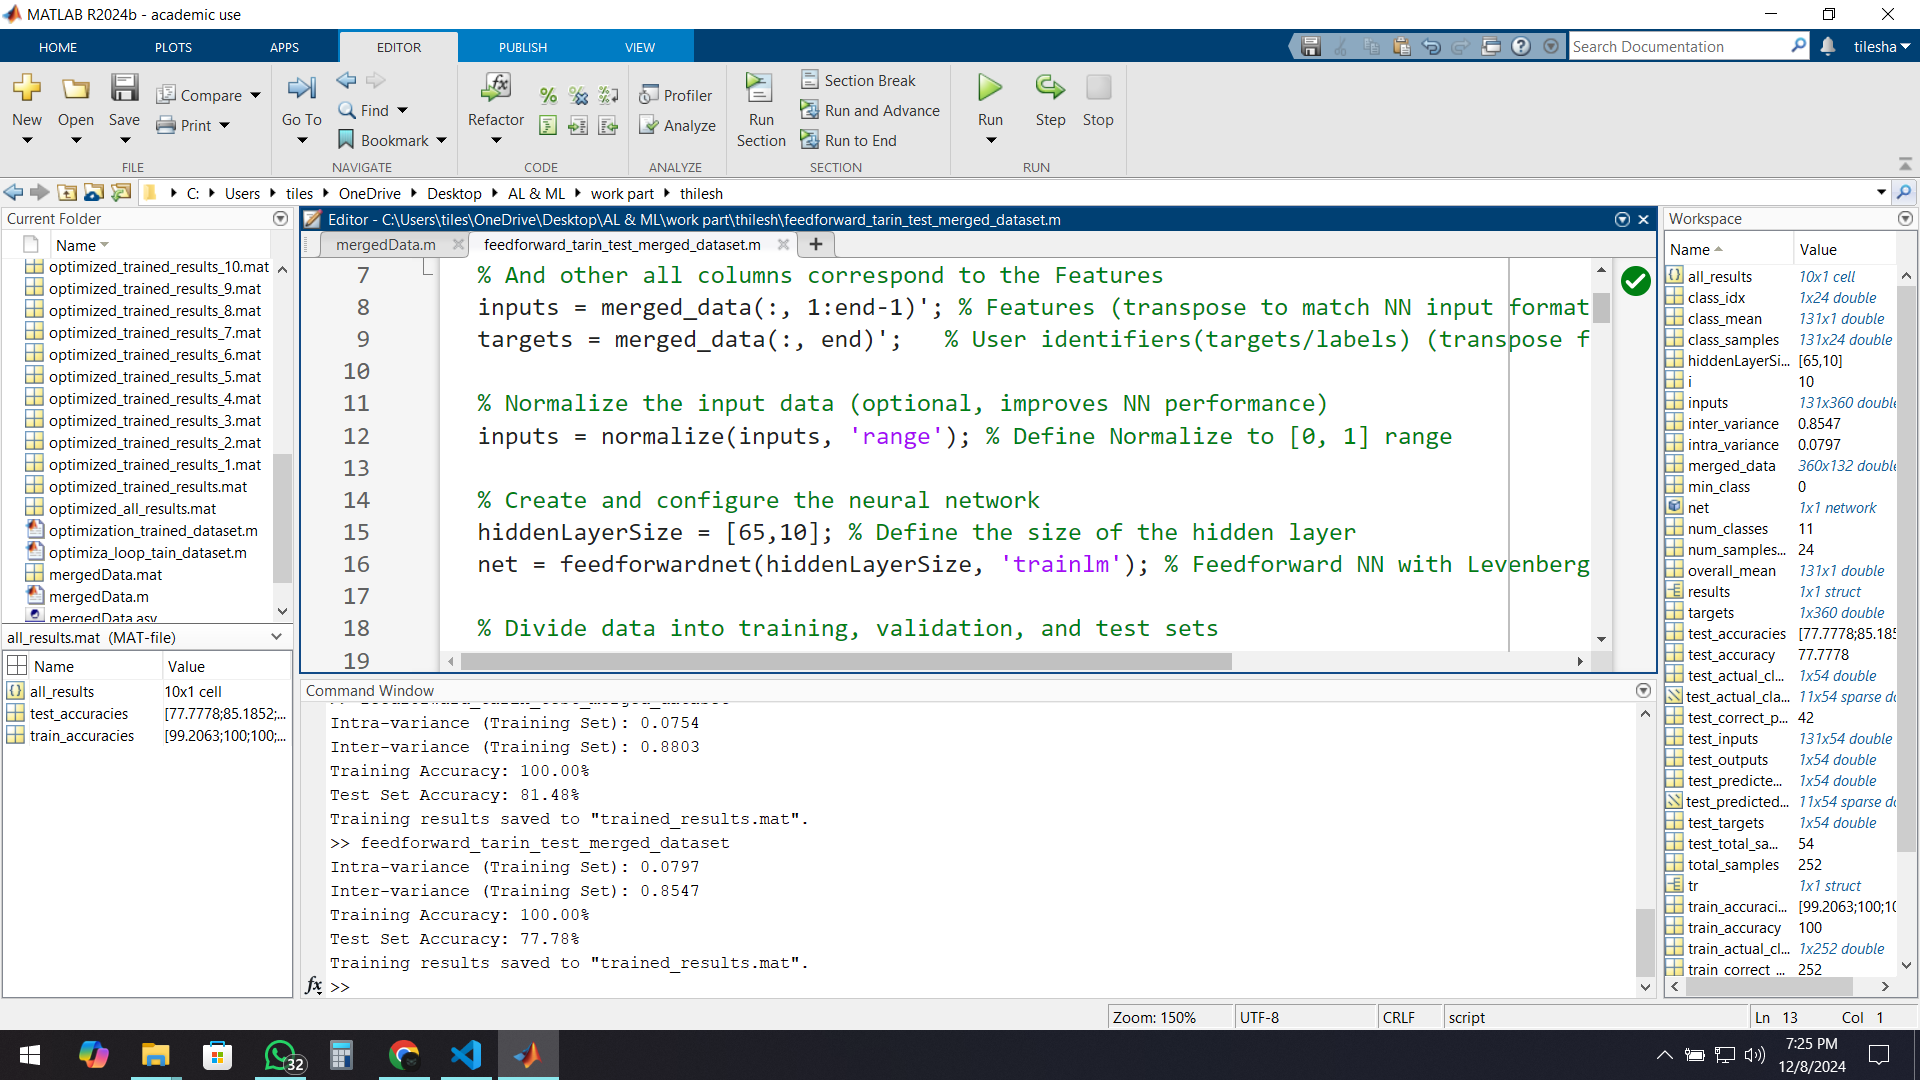 MATLAB R2024b - academic use
HOME PLOTS APPS EDITOR PUBLISH VIEW
Search Documentation
tilesha
New
Open
Save
Compare
Print
FILE
Go To
Find
Bookmark
NAVIGATE
Refactor
CODE
Profiler
Analyze
ANALYZE
Run Section
Section Break
Run and Advance
Run to End
SECTION
Run
Step
Stop
RUN
C: Users tiles OneDrive Desktop AL & ML work part thilesh
Current Folder
Name
optimized_trained_results_10.mat
optimized_trained_results_9.mat
optimized_trained_results_8.mat
optimized_trained_results_7.mat
optimized_trained_results_6.mat
optimized_trained_results_5.mat
optimized_trained_results_4.mat
optimized_trained_results_3.mat
optimized_trained_results_2.mat
optimized_trained_results_1.mat
optimized_trained_results.mat
optimized_all_results.mat
optimization_trained_dataset.m
optimiza_loop_tain_dataset.m
mergedData.mat
mergedData.m
mergedData.asv
all_results.mat (MAT-file)
Name Value
all_results 10x1 cell
test_accuracies [77.7778;85.1852;...
train_accuracies [99.2063;100;100;...
Editor - C:\Users\tiles\OneDrive\Desktop\AL & ML\work part\thilesh\feedforward_tarin_test_merged_dataset.m
mergedData.m feedforward_tarin_test_merged_dataset.m
7 % And other all columns correspond to the Features
8 inputs = merged_data(:, 1:end-1)'; % Features (transpose to match NN input format
9 targets = merged_data(:, end)'; % User identifiers(targets/labels) (transpose f
10
11 % Normalize the input data (optional, improves NN performance)
12 inputs = normalize(inputs, 'range'); % Define Normalize to [0, 1] range
13
14 % Create and configure the neural network
15 hiddenLayerSize = [65,10]; % Define the size of the hidden layer
16 net = feedforwardnet(hiddenLayerSize, 'trainlm'); % Feedforward NN with Levenberg
17
18 % Divide data into training, validation, and test sets
19
Command Window
>> feedforward_tarin_test_merged_dataset
Intra-variance (Training Set): 0.0754
Inter-variance (Training Set): 0.8803
Training Accuracy: 100.00%
Test Set Accuracy: 81.48%
Training results saved to "trained_results.mat".
>> feedforward_tarin_test_merged_dataset
Intra-variance (Training Set): 0.0797
Inter-variance (Training Set): 0.8547
Training Accuracy: 100.00%
Test Set Accuracy: 77.78%
Training results saved to "trained_results.mat".
fx >>
Workspace
Name Value
all_results 10x1 cell
class_idx 1x24 double
class_mean 131x1 double
class_samples 131x24 double
hiddenLayerSi... [65,10]
i 10
inputs 131x360 double
inter_variance 0.8547
intra_variance 0.0797
merged_data 360x132 double
min_class 0
net 1x1 network
num_classes 11
num_samples... 24
overall_mean 131x1 double
results 1x1 struct
targets 1x360 double
test_accuracies [77.7778;85.185
test_accuracy 77.7778
test_actual_cl... 1x54 double
test_actual_cla... 11x54 sparse do
test_correct_p... 42
test_inputs 131x54 double
test_outputs 1x54 double
test_predicte... 1x54 double
test_predicted... 11x54 sparse do
test_targets 1x54 double
test_total_sa... 54
total_samples 252
tr 1x1 struct
train_accuraci... [99.2063;100;10
train_accuracy 100
train_actual_cl... 1x252 double
train_correct_... 252
Zoom: 150% UTF-8 CRLF script Ln 13 Col 1
32
7:25 PM
12/8/2024